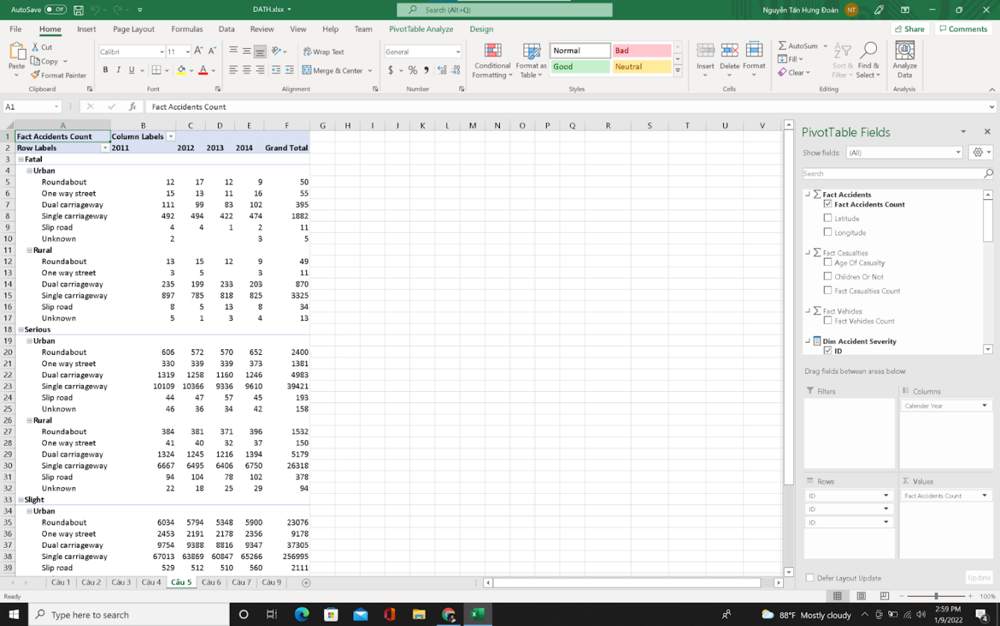 AutoSave Off DATH.xlsx Search (Alt+Q) Nguyễn Tấn Hưng Đoàn NT
File Home Insert Page Layout Formulas Data Review View Help Team PivotTable Analyze Design Share Comments
Paste Cut Copy Format Painter Clipboard
Calibri 11 B I U Font
Wrap Text Merge & Center Alignment
General $ % Number
Conditional Formatting Format as Table Normal Bad Good Neutral Styles
Insert Delete Format Cells
AutoSum Fill Clear Sort & Filter Find & Select Editing
Analyze Data Analysis
A1 fx Fact Accidents Count
A B C D E F G H I J K L M N O P Q R S T U V
1 Fact Accidents Count Column Labels
2 Row Labels 2011 2012 2013 2014 Grand Total
3 Fatal
4 Urban
5 Roundabout 12 17 12 9 50
6 One way street 15 13 11 16 55
7 Dual carriageway 111 99 83 102 395
8 Single carriageway 492 494 422 474 1882
9 Slip road 4 4 1 2 11
10 Unknown 2 3 5
11 Rural
12 Roundabout 13 15 12 9 49
13 One way street 3 5 3 11
14 Dual carriageway 235 199 233 203 870
15 Single carriageway 897 785 818 825 3325
16 Slip road 8 5 13 8 34
17 Unknown 5 1 3 4 13
18 Serious
19 Urban
20 Roundabout 606 572 570 652 2400
21 One way street 330 339 339 373 1381
22 Dual carriageway 1319 1258 1160 1246 4983
23 Single carriageway 10109 10366 9336 9610 39421
24 Slip road 44 47 57 45 193
25 Unknown 46 36 34 42 158
26 Rural
27 Roundabout 384 381 371 396 1532
28 One way street 41 40 32 37 150
29 Dual carriageway 1324 1245 1216 1394 5179
30 Single carriageway 6667 6495 6406 6750 26318
31 Slip road 94 104 78 102 378
32 Unknown 22 18 25 29 94
33 Slight
34 Urban
35 Roundabout 6034 5794 5348 5900 23076
36 One way street 2453 2191 2178 2356 9178
37 Dual carriageway 9754 9388 8816 9347 37305
38 Single carriageway 67013 63869 60847 65266 256995
39 Slip road 529 512 510 560 2111
PivotTable Fields
Show fields: (All)
Search
Fact Accidents
Fact Accidents Count
Latitude
Longitude
Fact Casualties
Age Of Casualty
Children Or Not
Fact Casualties Count
Fact Vehicles
Fact Vehicles Count
Dim Accident Severity
ID
Drag fields between areas below:
Filters Columns
Calender Year
Rows Values
ID Fact Accidents Count
ID
ID
Defer Layout Update Update
Câu 1 Câu 2 Câu 3 Câu 4 Câu 5 Câu 6 Câu 7 Câu 9
Ready 100%
Type here to search 88°F Mostly cloudy 2:59 PM
1/9/2022 4